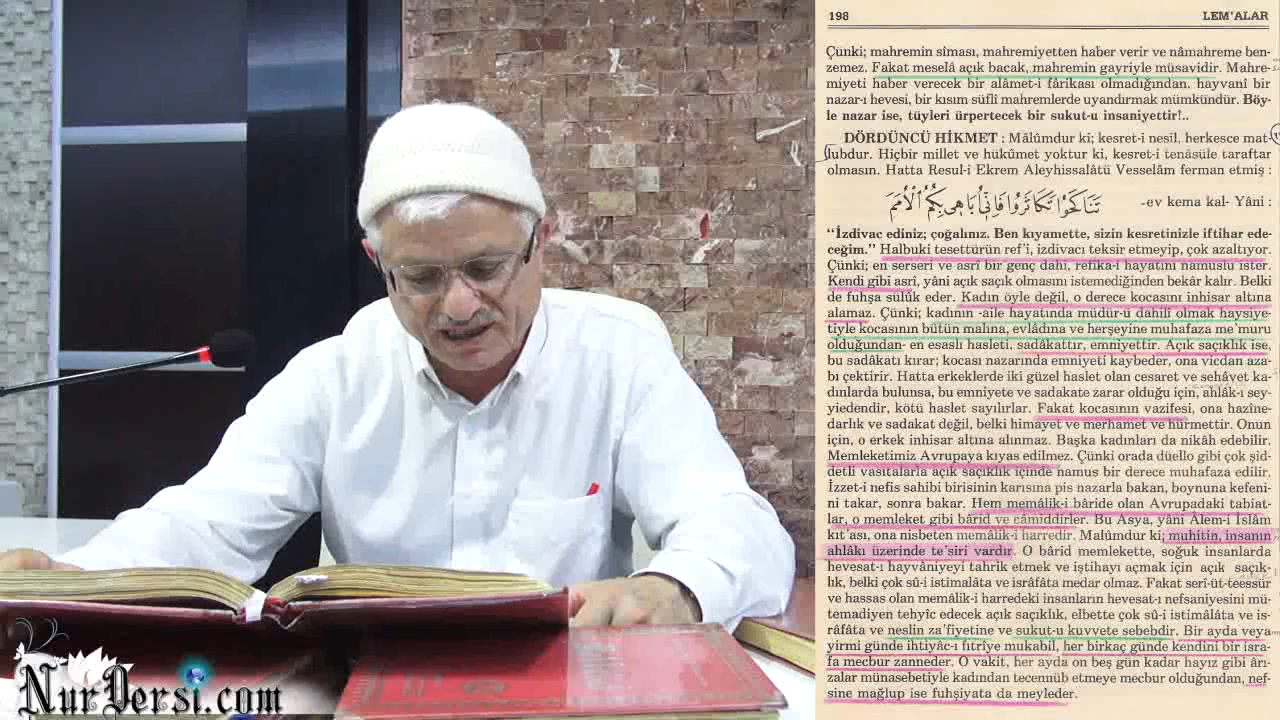 198 LEM'ALAR
Çünki; mahremin sîması, mahremiyetten haber verir ve nâmahreme ben-
zemez. Fakat meselâ açık bacak, mahremin gayriyle müsavidir. Mahre-
miyeti haber verecek bir alâmet-i fârikası olmadığından, hayvanî bir
nazar-ı hevesi, bir kısım süflî mahremlerde uyandırmak mümkündür. Böy-
le nazar ise, tüyleri ürpertecek bir sukut-u insaniyettir!..
DÖRDÜNCÜ HİKMET : Mâlûmdur ki; kesret-i nesil, herkesce mat-
lubdur. Hiçbir millet ve hükûmet yoktur ki, kesret-i tenâsüle taraftar
olmasın. Hatta Resul-i Ekrem Aleyhissalâtü Vesselâm ferman etmiş :
تَنَاكَحُوا تَكَاثَرُوا فَاِنِّى اُبَاهِى بِكُمُ الْاُمَمَ -ev kema kal- Yâni :
"İzdivac ediniz; çoğalınız. Ben kıyamette, sizin kesretinizle iftihar ede-
ceğim." Halbuki tesettürün ref'i, izdivacı teksir etmeyip, çok azaltıyor.
Çünki; en serseri ve asrî bir genç dahi, refika-i hayatını namuslu ister.
Kendi gibi asrî, yâni açık saçık olmasını istemediğinden bekâr kalır. Belki
de fuhşa sülûk eder. Kadın öyle değil, o derece kocasını inhisar altına
alamaz. Çünki; kadının -aile hayatında müdür-ü dahilî olmak haysiye-
tiyle kocasının bütün malına, evlâdına ve herşeyine muhafaza me'muru
olduğundan- en esaslı hasleti, sadâkattır, emniyettir. Açık saçıklık ise,
bu sadâkatı kırar; kocası nazarında emniyeti kaybeder, ona vicdan aza-
bı çektirir. Hatta erkeklerde iki güzel haslet olan cesaret ve sehâvet ka-
dınlarda bulunsa, bu emniyete ve sadakate zarar olduğu için, ahlâk-ı sey-
yiedendir, kötü haslet sayılırlar. Fakat kocasının vazifesi, ona hazîne-
darlık ve sadakat değil, belki himayet ve merhamet ve hürmettir. Onun
için, o erkek inhisar altına alınmaz. Başka kadınları da nikâh edebilir.
Memleketimiz Avrupaya kıyas edilmez. Çünki orada düello gibi çok şid-
detli vasıtalarla açık saçıklık içinde namus bir derece muhafaza edilir.
İzzet-i nefis sahibi birisinin karısına pis nazarla bakan, boynuna kefeni-
ni takar, sonra bakar. Hem memâlik-i bâride olan Avrupadaki tabiat-
lar, o memleket gibi bârid ve câmiddirler. Bu Asya, yâni Âlem-i İslâm
kıt'ası, ona nisbeten memâlik-i harredir. Malûmdur ki; muhitin, insanın
ahlâkı üzerinde te'siri vardır. O bârid memlekette, soğuk insanlarda
hevesat-ı hayvâniyeyi tahrik etmek ve iştihayı açmak için açık saçık-
lık, belki çok sû-i istimalâta ve isrâfâta medar olmaz. Fakat seri-üt-teessür
ve hassas olan memâlik-i harredeki insanların hevesat-ı nefsaniyesini mü-
temadiyen tehyîc edecek açık saçıklık, elbette çok sû-i istimâlâta ve is-
râfâta ve neslin za'fiyetine ve sukut-u kuvvete sebebdir. Bir ayda veya
yirmi günde ihtiyâc-ı fıtrîye mukabil, her birkaç günde kendini bir isra-
fa mecbur zanneder. O vakit, her ayda on beş gün kadar hayız gibi ârı-
zalar münasebetiyle kadından tecennüb etmeye mecbur olduğundan, nef-
sine mağlup ise fuhşiyata da meyleder.
NurDersi.com